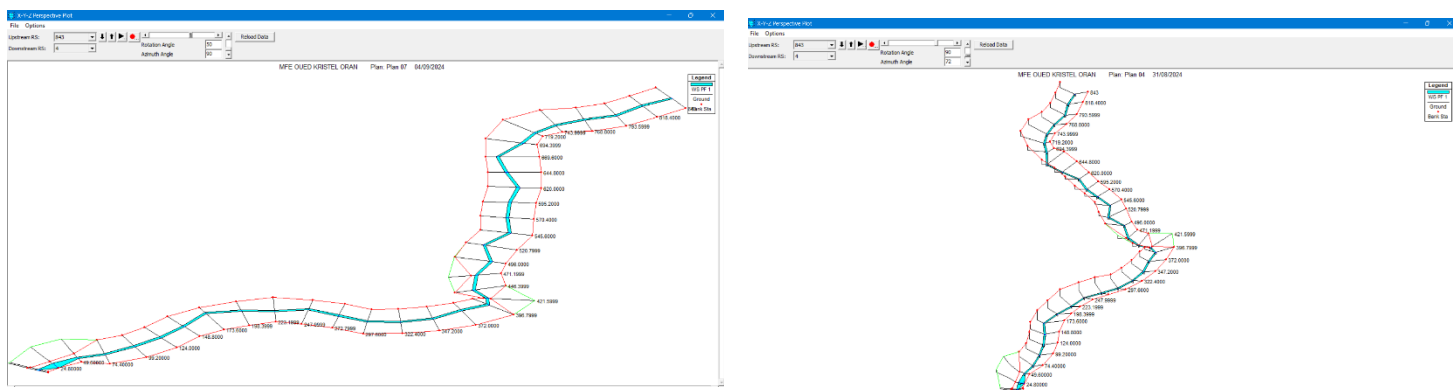 X-Y-Z Perspective Plot
File Options
Upstream RS: 843
Downstream RS: 4
Rotation Angle 50
Azimuth Angle 90
Reload Data
MFE OUED KRISTEL ORAN Plan: Plan 07 04/09/2024
Legend
WS PF 1
Ground
Bank Sta
818.4000
793.5999
768.8000
743.9999
719.2000
694.3999
669.6000
644.8000
620.0000
595.2000
570.4000
545.6000
520.7999
496.0000
471.1999
446.3999
421.5999
396.7999
372.0000
347.2000
322.4000
297.6000
272.7999
247.9999
223.1999
198.3999
173.6000
148.8000
124.0000
99.20000
74.40000
49.60000
24.80000
X-Y-Z Perspective Plot
File Options
Upstream RS: 843
Downstream RS: 4
Rotation Angle 96
Azimuth Angle 72
Reload Data
MFE OUED KRISTEL ORAN Plan: Plan 04 31/08/2024
Legend
WS PF 1
Ground
Bank Sta
843
818.4000
793.5999
768.8000
743.9999
719.2000
694.3999
644.8000
620.0000
595.2000
570.4000
545.6000
520.7999
496.0000
471.1999
421.5999
396.7999
372.0000
347.2000
322.4000
297.6000
247.9999
223.1999
198.3999
173.6000
148.8000
124.0000
99.20000
74.40000
49.60000
24.80000